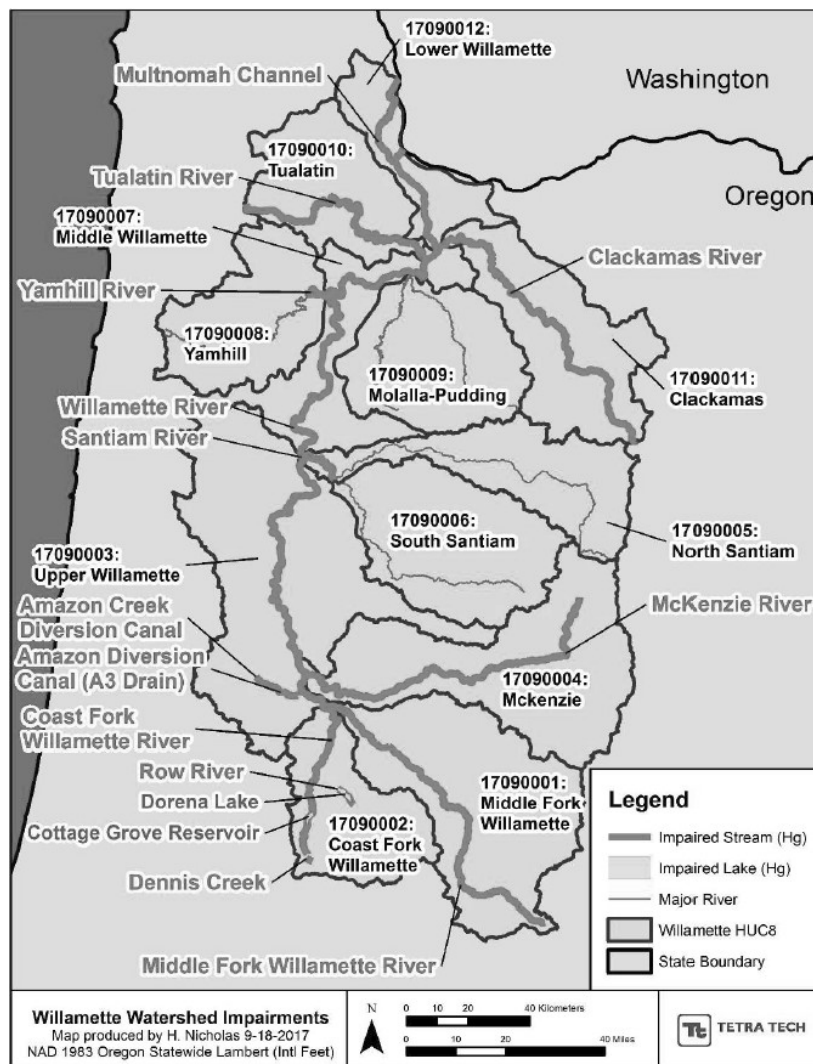 17090012:
Lower Willamette
Washington
Multnomah Channel
17090010:
Tualatin
Oregon
Tualatin River
17090007:
Middle Willamette
Clackamas River
Yamhill River
17090008:
Yamhill
17090009:
Molalla-Pudding
17090011:
Clackamas
Willamette River
Santiam River
17090006:
South Santiam
17090005:
North Santiam
17090003:
Upper Willamette
Amazon Creek
Diversion Canal
McKenzie River
Amazon Diversion
Canal (A3 Drain)
17090004:
Mckenzie
Coast Fork
Willamette River
Row River
Dorena Lake
17090001:
Middle Fork
Willamette
Cottage Grove Reservoir
17090002:
Coast Fork
Willamette
Dennis Creek
Middle Fork Willamette River
Legend
Impaired Stream (Hg)
Impaired Lake (Hg)
Major River
Willamette HUC8
State Boundary
Willamette Watershed Impairments
Map produced by H. Nicholas 9-18-2017
NAD 1983 Oregon Statewide Lambert (Intl Feet)
N
0 10 20 40 Kilometers
0 10 20 40 Miles
Tt TETRA TECH